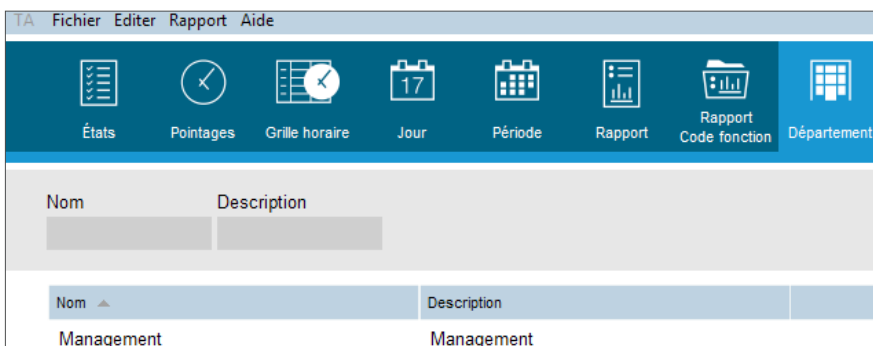 TA Fichier Editer Rapport Aide
17
États Pointages Grille horaire Jour Période Rapport Rapport Code fonction Département
Nom Description
Nom Description
Management Management